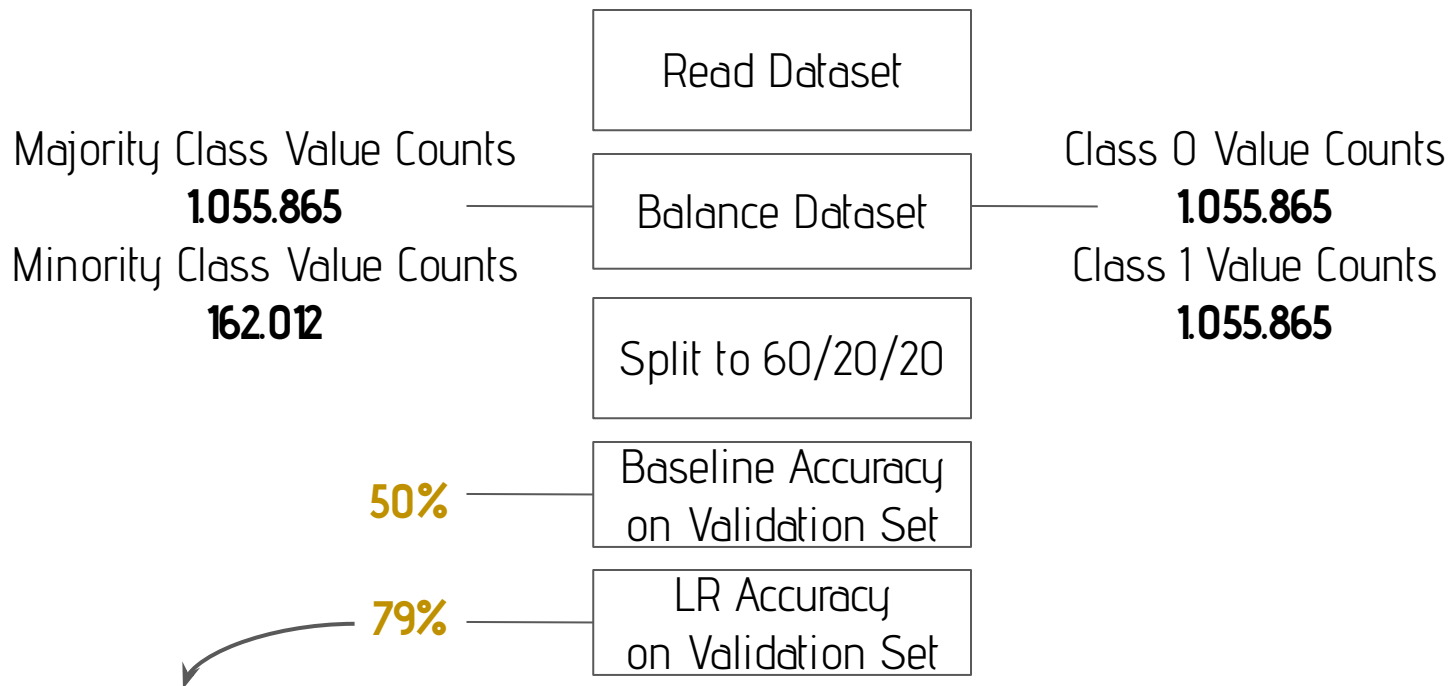 Read Dataset
Majority Class Value Counts
1.055.865
Minority Class Value Counts
162.012
Balance Dataset
Class 0 Value Counts
1.055.865
Class 1 Value Counts
1.055.865
Split to 60/20/20
50%
Baseline Accuracy
on Validation Set
79%
LR Accuracy
on Validation Set